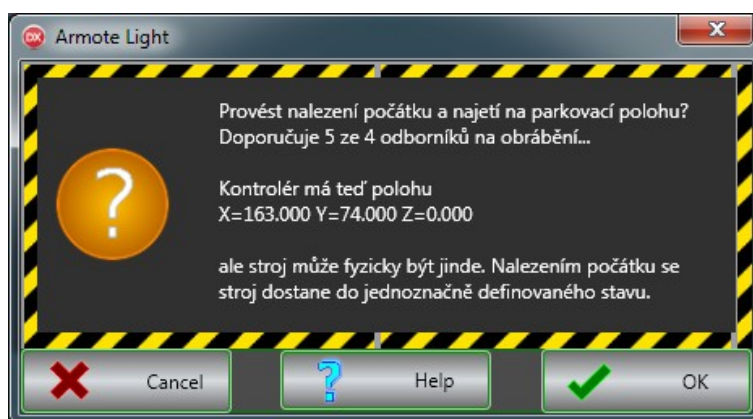 Armote Light
Provést nalezení počátku a najetí na parkovací polohu?
Doporučuje 5 ze 4 odborníků na obrábění...
Kontrolér má teď polohu
X=163.000 Y=74.000 Z=0.000
ale stroj může fyzicky být jinde. Nalezením počátku se
stroj dostane do jednoznačně definovaného stavu.
Cancel
Help
OK